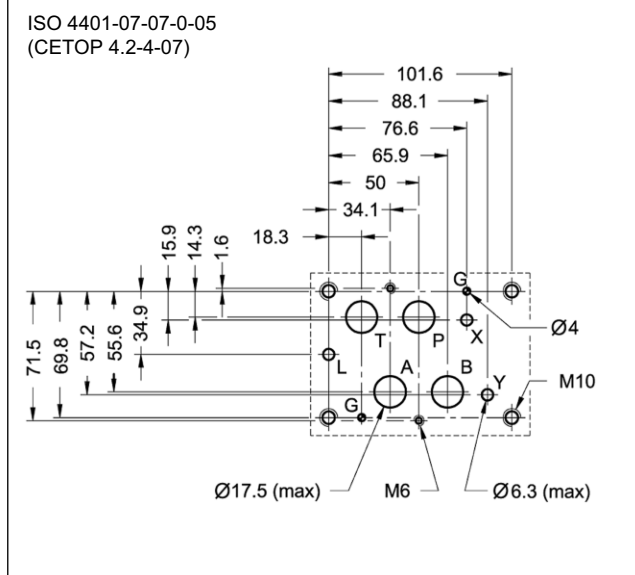 ISO 4401-07-07-0-05
(CETOP 4.2-4-07)
101.6
88.1
76.6
65.9
50
34.1
18.3
15.9
14.3
1.6
G
T
P
X
Ø4
71.5
69.8
57.2
55.6
34.9
L
A
B
Y
M10
G
Ø17.5 (max)
M6
Ø6.3 (max)